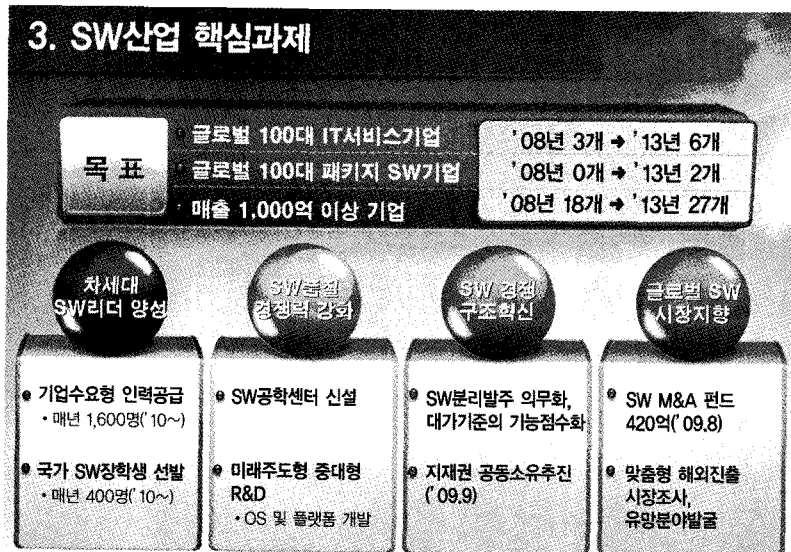 3. SW산업 핵심과제
목 표
글로벌 100대 IT서비스기업
'08년 3개 → '13년 6개
글로벌 100대 패키지 SW기업
'08년 0개 → '13년 2개
매출 1,000억 이상 기업
'08년 18개 → '13년 27개
차세대
SW리더 양성
• 기업수요형 인력공급
• 매년 1,600명('10~)
• 국가 SW장학생 선발
• 매년 400명('10~)
SW품질
경쟁력 강화
• SW공학센터 신설
• 미래주도형 중대형
R&D
• OS 및 플랫폼 개발
SW 경쟁
구조혁신
• SW분리발주 의무화,
대가기준의 기능점수화
• 지재권 공동소유추진
('09.9)
글로벌 SW
시장지향
• SW M&A 펀드
420억('09.8)
• 맞춤형 해외진출
시장조사,
유망분야발굴